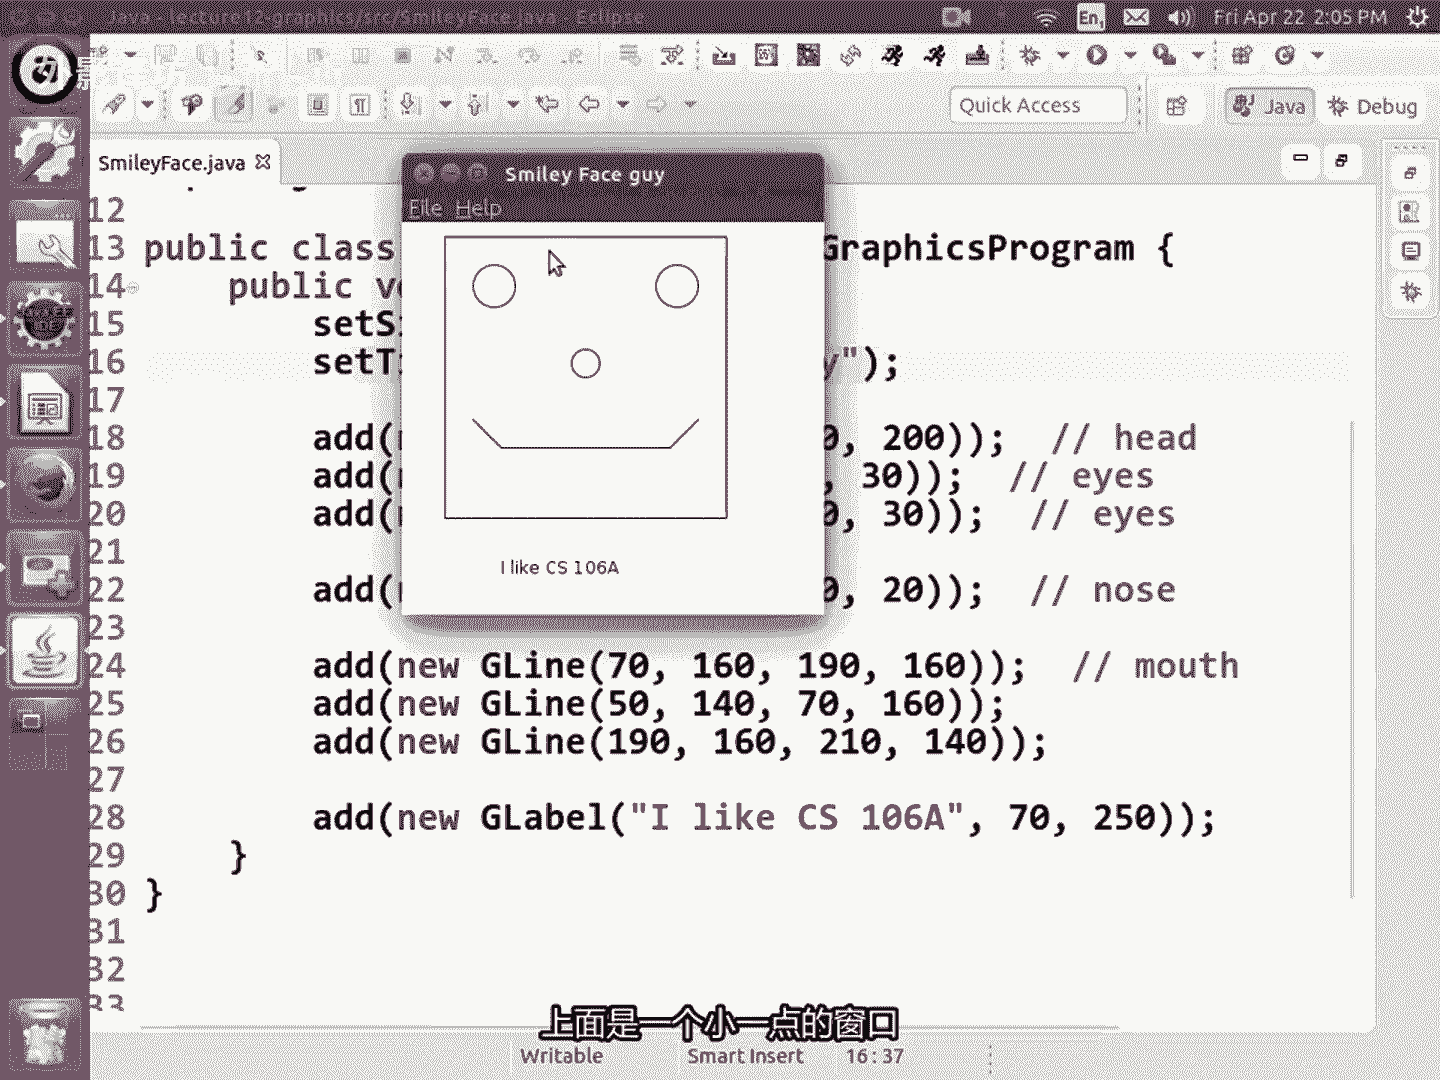 Java - lecture12-graphics/src/SmileyFace.java - Eclipse
En1 Fri Apr 22 2:05 PM
Quick Access Java Debug
SmileyFace.java
Smiley Face guy
File Help
I like CS 106A
12
13 public class GraphicsProgram {
14 public v
15 setS
16 setT y");
17
18 add( 0, 200)); // head
19 add( , 30)); // eyes
20 add( 0, 30)); // eyes
21
22 add( 0, 20)); // nose
23
24 add(new GLine(70, 160, 190, 160)); // mouth
25 add(new GLine(50, 140, 70, 160));
26 add(new GLine(190, 160, 210, 140));
27
28 add(new GLabel("I like CS 106A", 70, 250));
29 }
30 }
31
32
33
上面是一个小一点的窗口
Writable Smart Insert 16:37